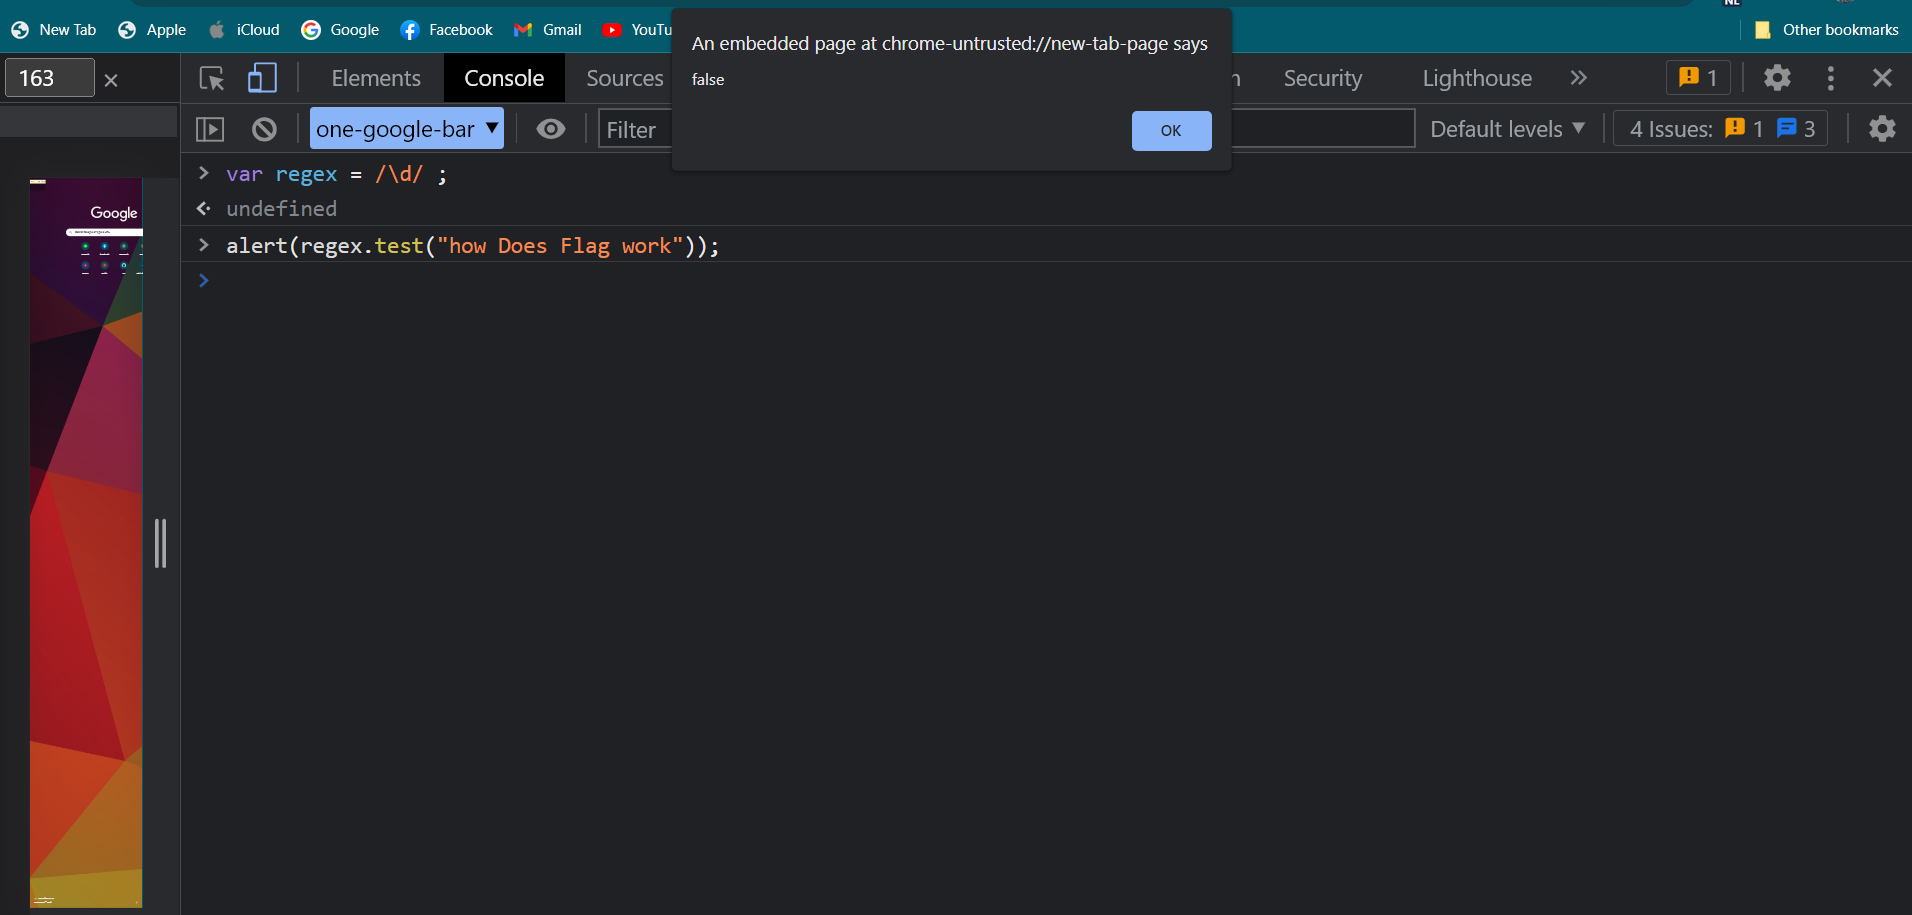 NL
New Tab Apple iCloud Google Facebook Gmail YouTu Other bookmarks
An embedded page at chrome-untrusted://new-tab-page says
false
OK
163 × Elements Console Sources n Security Lighthouse » 1
one-google-bar ▼ Filter Default levels ▼ 4 Issues: 1 3
> var regex = /\d/ ;
undefined
> alert(regex.test("how Does Flag work"));
>
Google